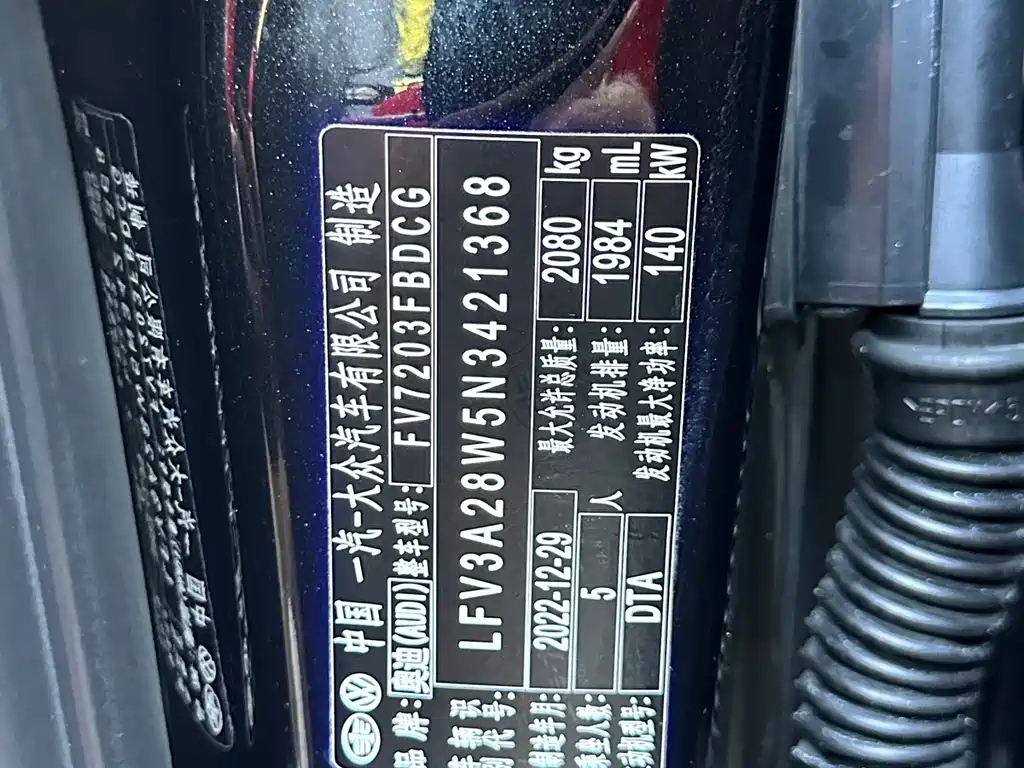 中国 一汽-大众汽车有限公司 制造
品 牌: 奥迪(AUDI) 整车型号: FV7203FBDCG
车辆识别代号: LFV3A28W5N3421368
制造年月: 2022-12-29 最大允许总质量: 2080 kg
乘坐人数: 5 人 发动机排量: 1984 mL
发动机型号: DTA 发动机最大净功率: 140 kW